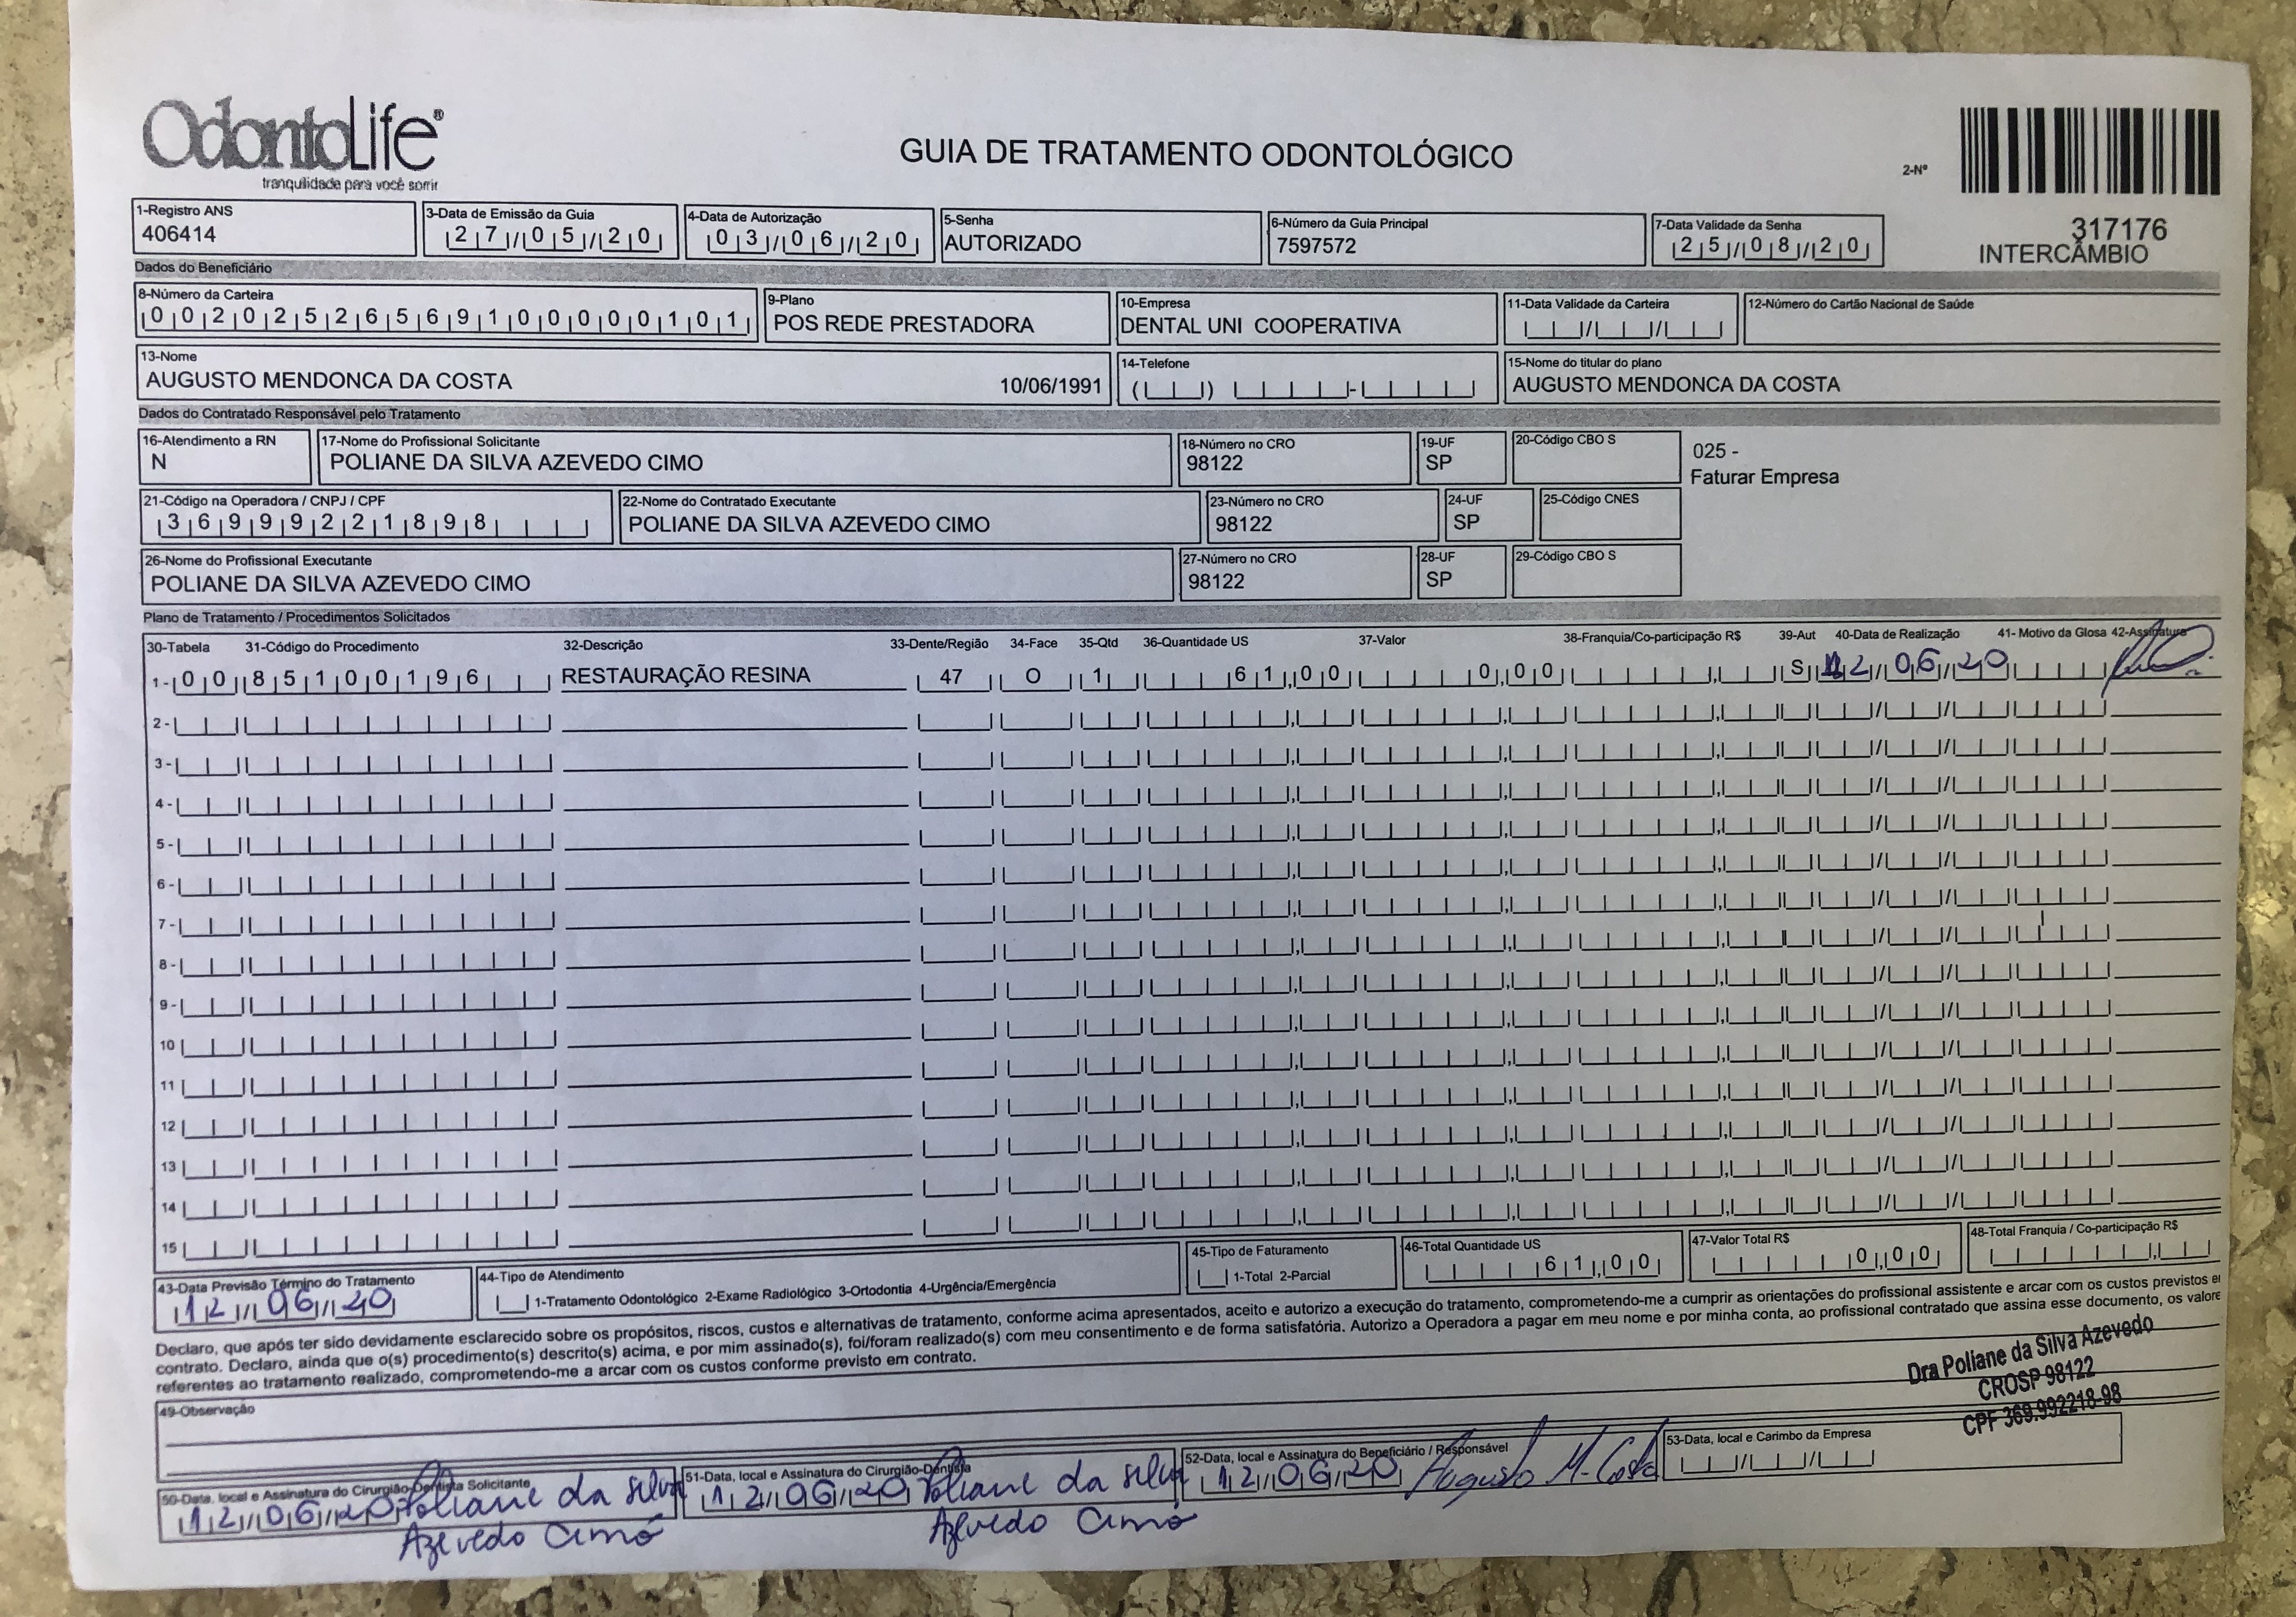 OdontoLife®
tranquilidade para você sorrir
GUIA DE TRATAMENTO ODONTOLÓGICO
2-Nº
317176
INTERCÂMBIO
1-Registro ANS
406414
3-Data de Emissão da Guia
27/05/20
4-Data de Autorização
03/06/20
5-Senha
AUTORIZADO
6-Número da Guia Principal
7597572
7-Data Validade da Senha
25/08/20
Dados do Beneficiário
8-Número da Carteira
00202526569100000101
9-Plano
POS REDE PRESTADORA
10-Empresa
DENTAL UNI COOPERATIVA
11-Data Validade da Carteira
12-Número do Cartão Nacional de Saúde
13-Nome
AUGUSTO MENDONCA DA COSTA 10/06/1991
14-Telefone
15-Nome do titular do plano
AUGUSTO MENDONCA DA COSTA
Dados do Contratado Responsável pelo Tratamento
16-Atendimento a RN
N
17-Nome do Profissional Solicitante
POLIANE DA SILVA AZEVEDO CIMO
18-Número no CRO
98122
19-UF
SP
20-Código CBO S
025 -
Faturar Empresa
21-Código na Operadora / CNPJ / CPF
36999221898
22-Nome do Contratado Executante
POLIANE DA SILVA AZEVEDO CIMO
23-Número no CRO
98122
24-UF
SP
25-Código CNES
26-Nome do Profissional Executante
POLIANE DA SILVA AZEVEDO CIMO
27-Número no CRO
98122
28-UF
SP
29-Código CBO S
Plano de Tratamento / Procedimentos Solicitados
30-Tabela 31-Código do Procedimento 32-Descrição 33-Dente/Região 34-Face 35-Qtd 36-Quantidade US 37-Valor 38-Franquia/Co-participação R$ 39-Aut 40-Data de Realização 41- Motivo da Glosa 42-Assinatura
1- 00 85100196 RESTAURAÇÃO RESINA 47 O 1 61,00 0,00 S 12/06/20
2-
3-
4-
5-
6-
7-
8-
9-
10
11
12
13
14
15
43-Data Previsão Término do Tratamento
12/06/20
44-Tipo de Atendimento
1-Tratamento Odontológico 2-Exame Radiológico 3-Ortodontia 4-Urgência/Emergência
45-Tipo de Faturamento
1-Total 2-Parcial
46-Total Quantidade US
61,00
47-Valor Total R$
0,00
48-Total Franquia / Co-participação R$
Declaro, que após ter sido devidamente esclarecido sobre os propósitos, riscos, custos e alternativas de tratamento, conforme acima apresentados, aceito e autorizo a execução do tratamento, comprometendo-me a cumprir as orientações do profissional assistente e arcar com os custos previstos e
contrato. Declaro, ainda que o(s) procedimento(s) descrito(s) acima, e por mim assinado(s), foi/foram realizado(s) com meu consentimento e de forma satisfatória. Autorizo a Operadora a pagar em meu nome e por minha conta, ao profissional contratado que assina esse documento, os valore
referentes ao tratamento realizado, comprometendo-me a arcar com os custos conforme previsto em contrato.
Dra Poliane da Silva Azevedo
CROSP 98122
CPF 369.992218-98
49-Observação
50-Data, local e Assinatura do Cirurgião-Dentista Solicitante
12/06/20 Poliane da Silva
Azevedo Cimó
51-Data, local e Assinatura do Cirurgião-Dentista
12/06/20 Poliane da Silva
Azevedo Cimó
52-Data, local e Assinatura do Beneficiário / Responsável
12/06/20 Augusto M. Costa
53-Data, local e Carimbo da Empresa